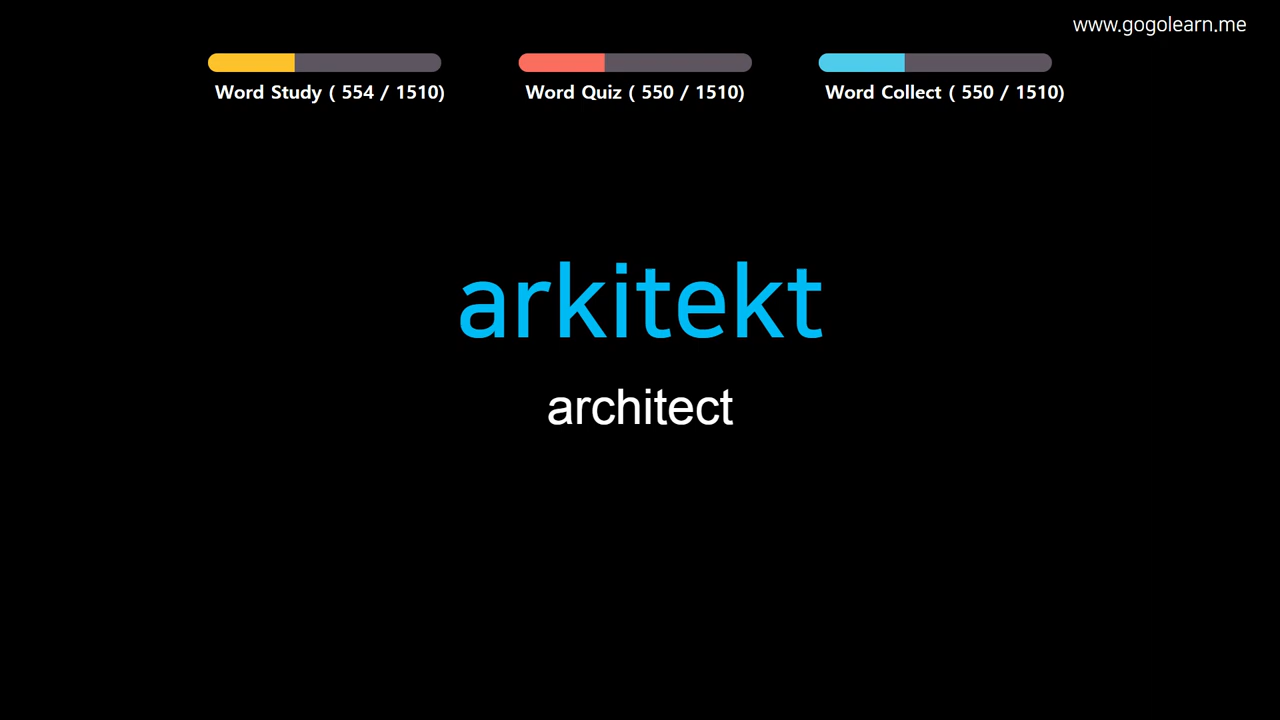 www.gogolearn.me
Word Study ( 554 / 1510)
Word Quiz ( 550 / 1510)
Word Collect ( 550 / 1510)
arkitekt
architect